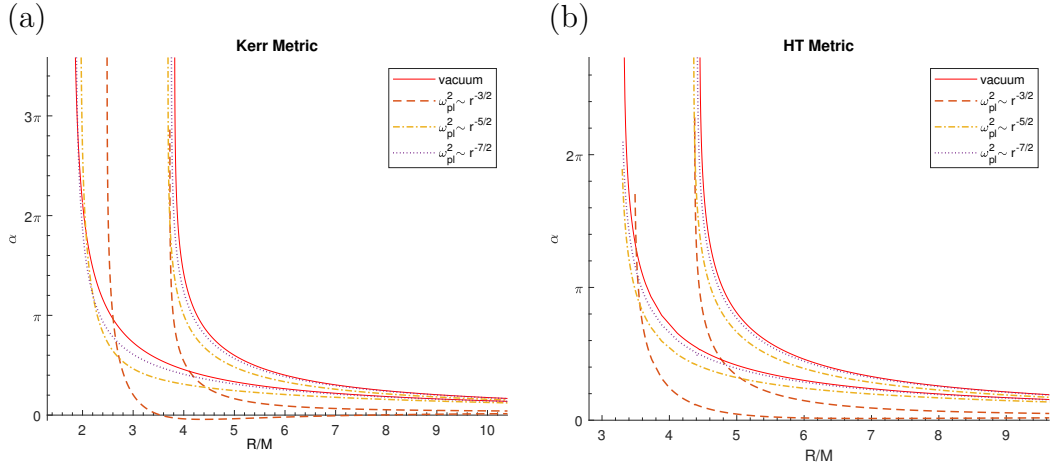 (a)
Kerr Metric
vacuum
ω²pl ~ r^-3/2
ω²pl ~ r^-5/2
ω²pl ~ r^-7/2
3π
2π
π
0
α
2 3 4 5 6 7 8 9 10
R/M
(b)
HT Metric
vacuum
ω²pl ~ r^-3/2
ω²pl ~ r^-5/2
ω²pl ~ r^-7/2
2π
π
0
α
3 4 5 6 7 8 9
R/M